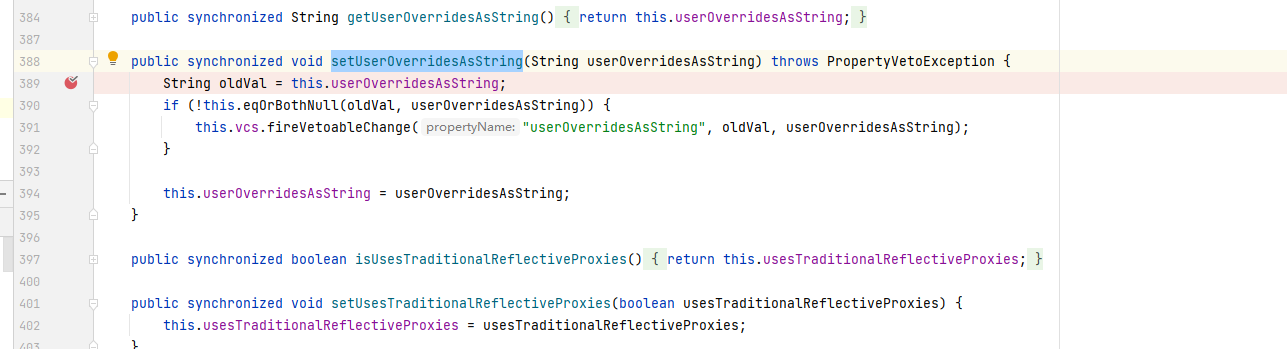 384 public synchronized String getUserOverridesAsString() { return this.userOverridesAsString; }
387
388 public synchronized void setUserOverridesAsString(String userOverridesAsString) throws PropertyVetoException {
389 String oldVal = this.userOverridesAsString;
390 if (!this.eqOrBothNull(oldVal, userOverridesAsString)) {
391 this.vcs.fireVetoableChange( propertyName: "userOverridesAsString", oldVal, userOverridesAsString);
392 }
393
394 this.userOverridesAsString = userOverridesAsString;
395 }
396
397 public synchronized boolean isUsesTraditionalReflectiveProxies() { return this.usesTraditionalReflectiveProxies; }
400
401 public synchronized void setUsesTraditionalReflectiveProxies(boolean usesTraditionalReflectiveProxies) {
402 this.usesTraditionalReflectiveProxies = usesTraditionalReflectiveProxies;
403 }